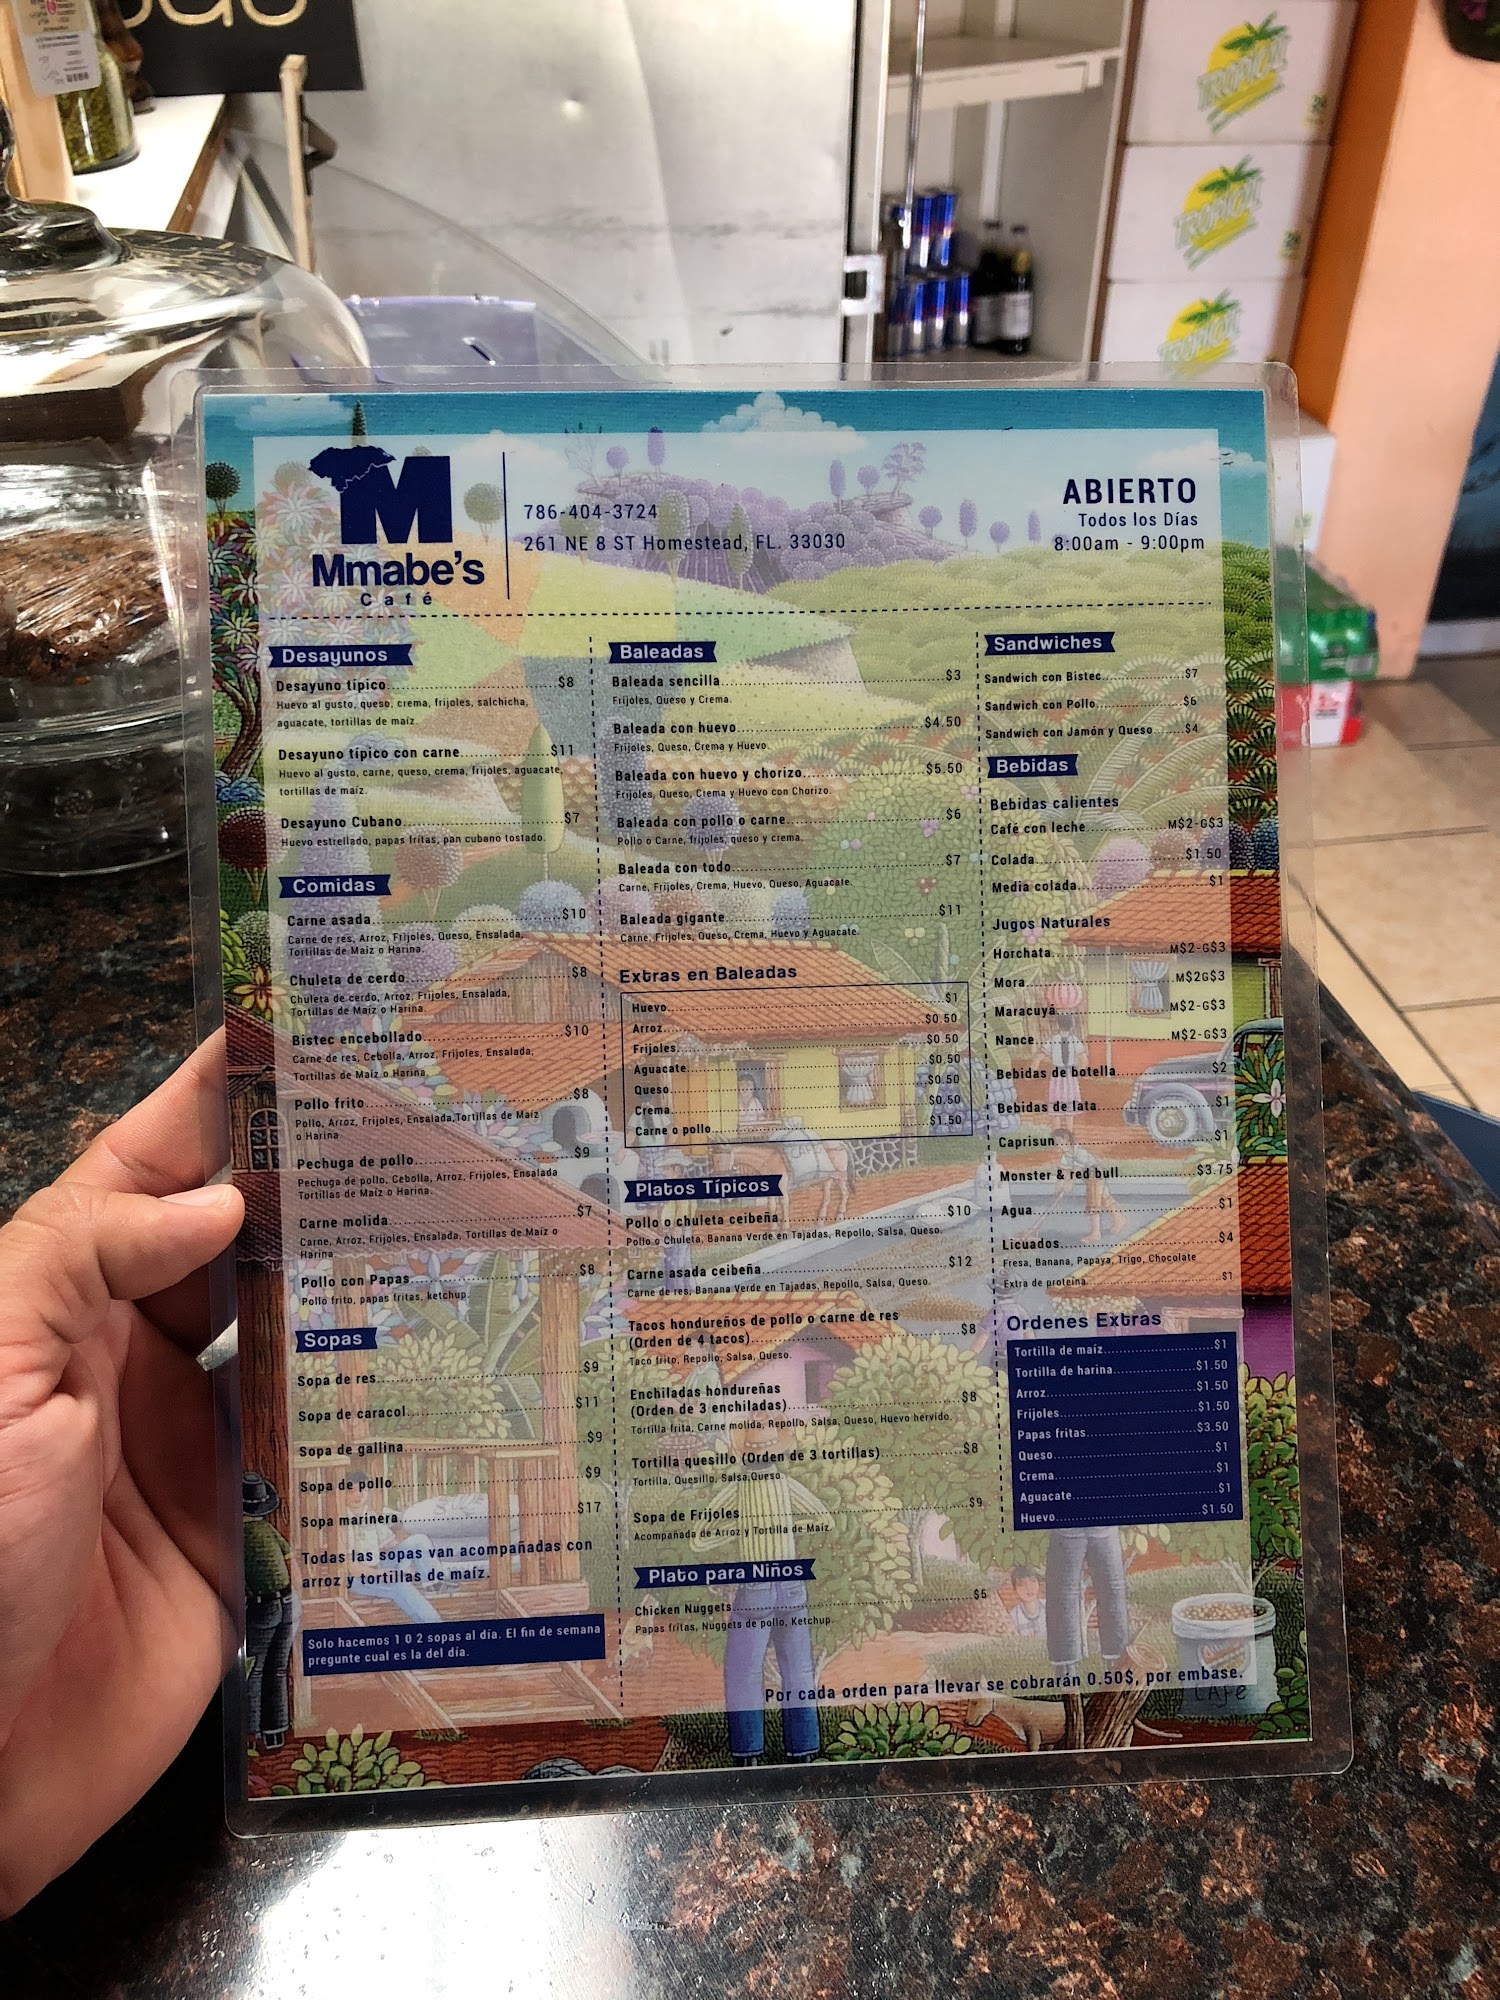 TROPICAL
TROPICAL
TROPICAL
M
Mmabe's
Café
786-404-3724
261 NE 8 ST Homestead, FL. 33030
ABIERTO
Todos los Días
8:00am - 9:00pm
Desayunos
Desayuno típico $8
Huevo al gusto, queso, crema, frijoles, salchicha,
aguacate, tortillas de maíz.
Desayuno típico con carne $11
Huevo al gusto, carne, queso, crema, frijoles, aguacate,
tortillas de maíz.
Desayuno Cubano $7
Huevo estrellado, papas fritas, pan cubano tostado.
Comidas
Carne asada $10
Carne de res, Arroz, Frijoles, Queso, Ensalada,
Tortillas de Maíz o Harina.
Chuleta de cerdo $8
Chuleta de cerdo, Arroz, Frijoles, Ensalada,
Tortillas de Maíz o Harina.
Bistec encebollado $10
Carne de res, Cebolla, Arroz, Frijoles, Ensalada,
Tortillas de Maíz o Harina.
Pollo frito $8
Pollo, Arroz, Frijoles, Ensalada,Tortillas de Maíz
o Harina.
Pechuga de pollo $9
Pechuga de pollo, Cebolla, Arroz, Frijoles, Ensalada
Tortillas de Maíz o Harina.
Carne molida $7
Carne, Arroz, Frijoles, Ensalada, Tortillas de Maíz o
Harina.
Pollo con Papas $8
Pollo frito, papas fritas, ketchup.
Sopas
Sopa de res $9
Sopa de caracol $11
Sopa de gallina $9
Sopa de pollo $9
Sopa marinera $17
Todas las sopas van acompañadas con
arroz y tortillas de maíz.
Solo hacemos 1 0 2 sopas al día. El fin de semana
pregunte cual es la del día.
Baleadas
Baleada sencilla $3
Frijoles, Queso y Crema.
Baleada con huevo $4.50
Frijoles, Queso, Crema y Huevo.
Baleada con huevo y chorizo $5.50
Frijoles, Queso, Crema y Huevo con Chorizo.
Baleada con pollo o carne $6
Pollo o Carne, frijoles, queso y crema.
Baleada con todo $7
Carne, Frijoles, Crema, Huevo, Queso, Aguacate.
Baleada gigante $11
Carne, Frijoles, Queso, Crema, Huevo y Aguacate.
Extras en Baleadas
Huevo $1
Arroz $0.50
Frijoles $0.50
Aguacate $0.50
Queso $0.50
Crema $0.50
Carne o pollo $1.50
Platos Típicos
Pollo o chuleta ceibeña $10
Pollo o Chuleta, Banana Verde en Tajadas, Repollo, Salsa, Queso.
Carne asada ceibeña $12
Carne de res, Banana Verde en Tajadas, Repollo, Salsa, Queso.
Tacos hondureños de pollo o carne de res
(Orden de 4 tacos) $8
Taco frito, Repollo, Salsa, Queso.
Enchiladas hondureñas
(Orden de 3 enchiladas) $8
Tortilla frita, Carne molida, Repollo, Salsa, Queso, Huevo hervido.
Tortilla quesillo (Orden de 3 tortillas) $8
Tortilla, Quesillo, Salsa,Queso.
Sopa de Frijoles $9
Acompañada de Arroz y Tortilla de Maíz.
Plato para Niños
Chicken Nuggets $5
Papas fritas, Nuggets de pollo, Ketchup.
Sandwiches
Sandwich con Bistec $7
Sandwich con Pollo $6
Sandwich con Jamón y Queso $4
Bebidas
Bebidas calientes
Café con leche M$2-G$3
Colada $1.50
Media colada $1
Jugos Naturales
Horchata M$2-G$3
Mora M$2G$3
Maracuyá M$2-G$3
Nance M$2-G$3
Bebidas de botella $2
Bebidas de lata $1
Caprisun $1
Monster & red bull $3.75
Agua $1
Licuados $4
Fresa, Banana, Papaya, Trigo, Chocolate
Extra de proteína $1
Ordenes Extras
Tortilla de maíz $1
Tortilla de harina $1.50
Arroz $1.50
Frijoles $1.50
Papas fritas $3.50
Queso $1
Crema $1
Aguacate $1
Huevo $1.50
Por cada orden para llevar se cobrarán 0.50$, por embase.
CAFE